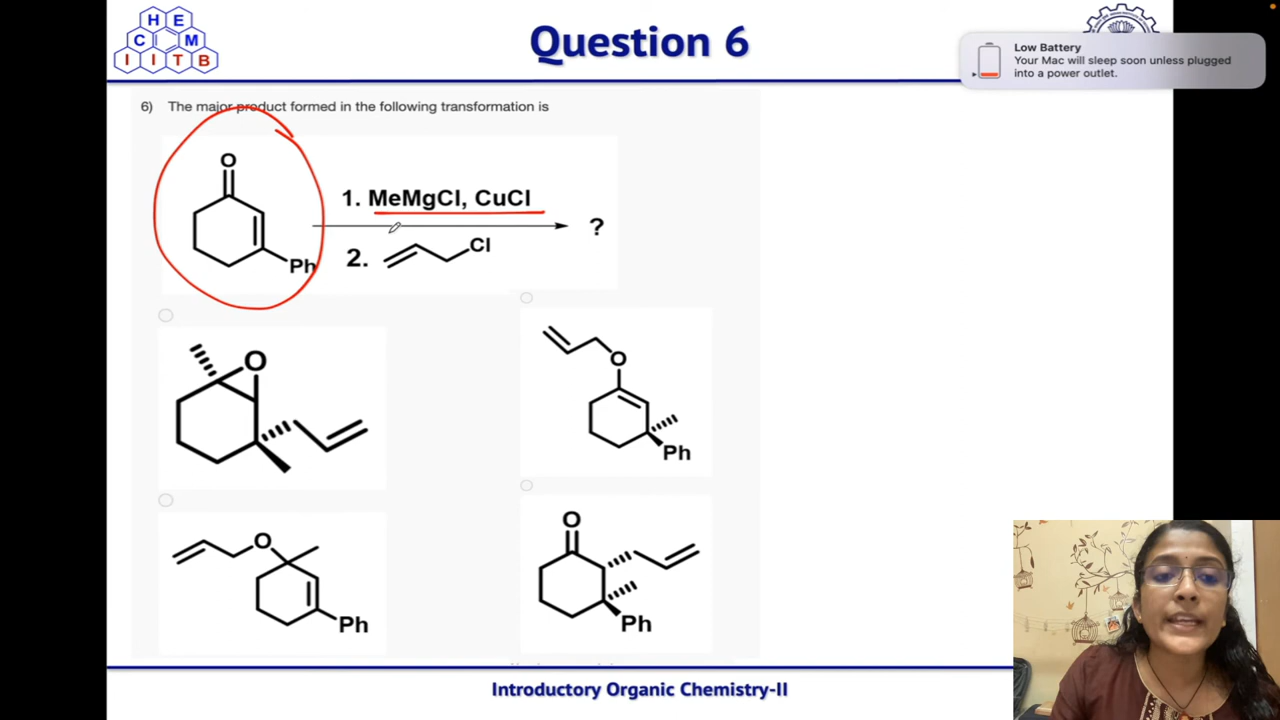 H E
C M
I I T B
Question 6
Low Battery
Your Mac will sleep soon unless plugged
into a power outlet.
6) The major product formed in the following transformation is
O
Ph
1. MeMgCl, CuCl
2.
Cl
?
O
O
Ph
O
Ph
O
Ph
Introductory Organic Chemistry-II